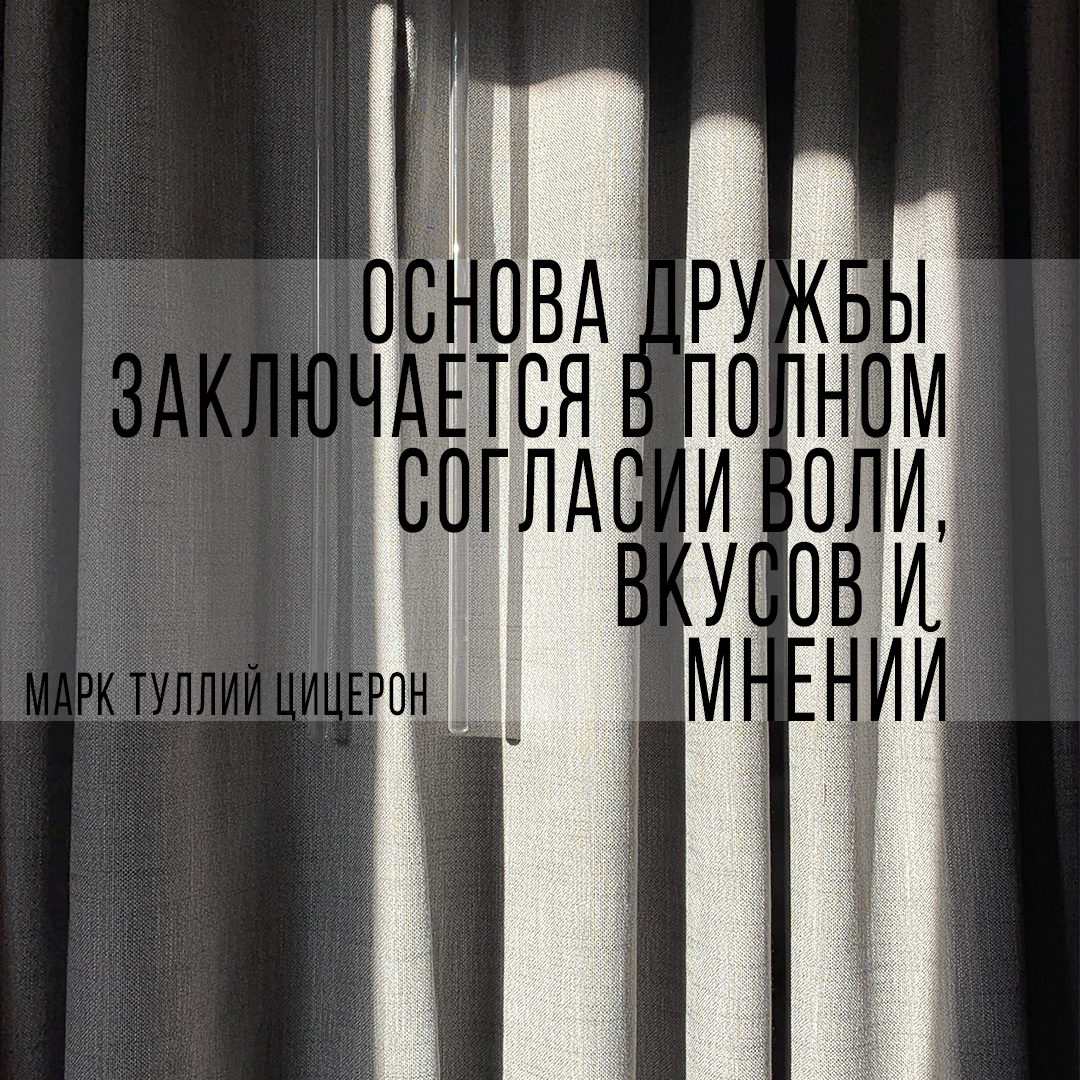 ОСНОВА ДРУЖБЫ
ЗАКЛЮЧАЕТСЯ В ПОЛНОМ
СОГЛАСИИ ВОЛИ,
ВКУСОВ И
МНЕНИЙ
МАРК ТУЛЛИЙ ЦИЦЕРОН